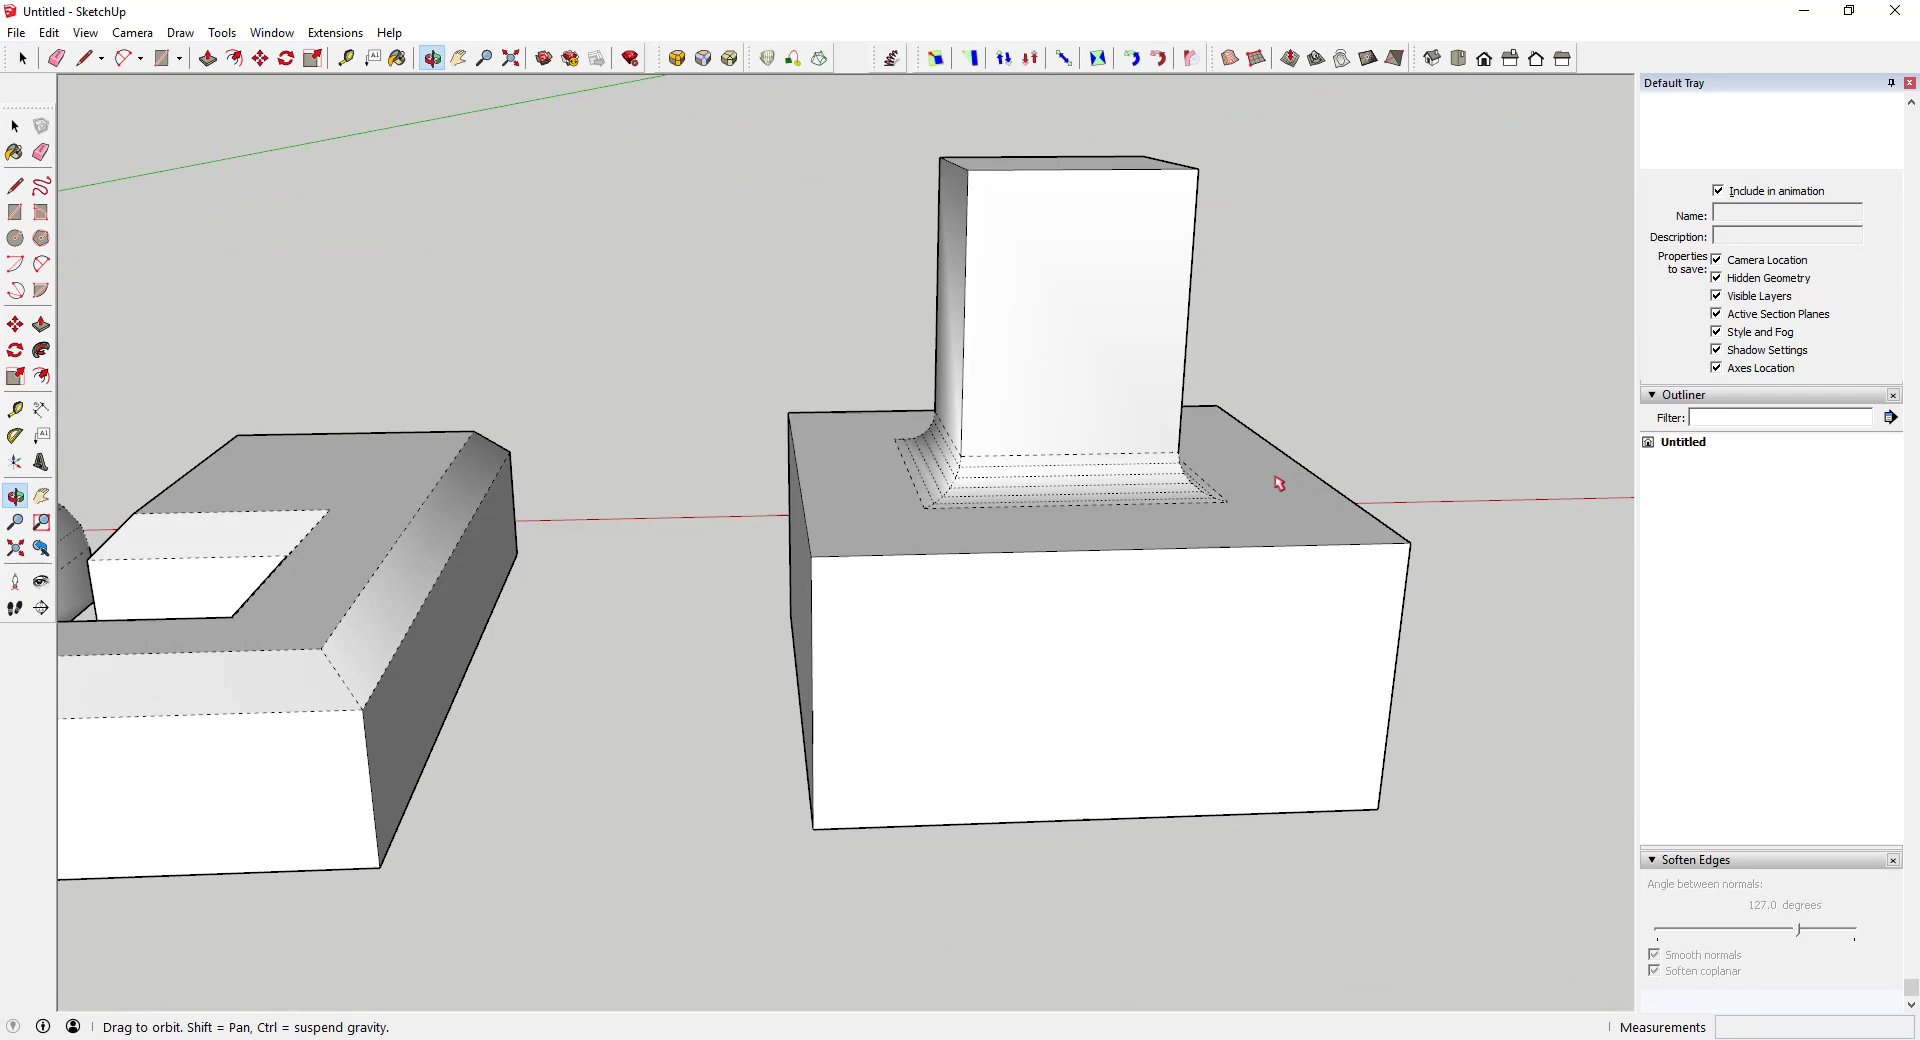 Untitled - SketchUp
File Edit View Camera Draw Tools Window Extensions Help
Default Tray
Include in animation
Name:
Description:
Properties to save:
Camera Location
Hidden Geometry
Visible Layers
Active Section Planes
Style and Fog
Shadow Settings
Axes Location
Outliner
Filter:
Untitled
Soften Edges
Angle between normals:
127.0 degrees
Smooth normals
Soften coplanar
Drag to orbit. Shift = Pan, Ctrl = suspend gravity.
Measurements